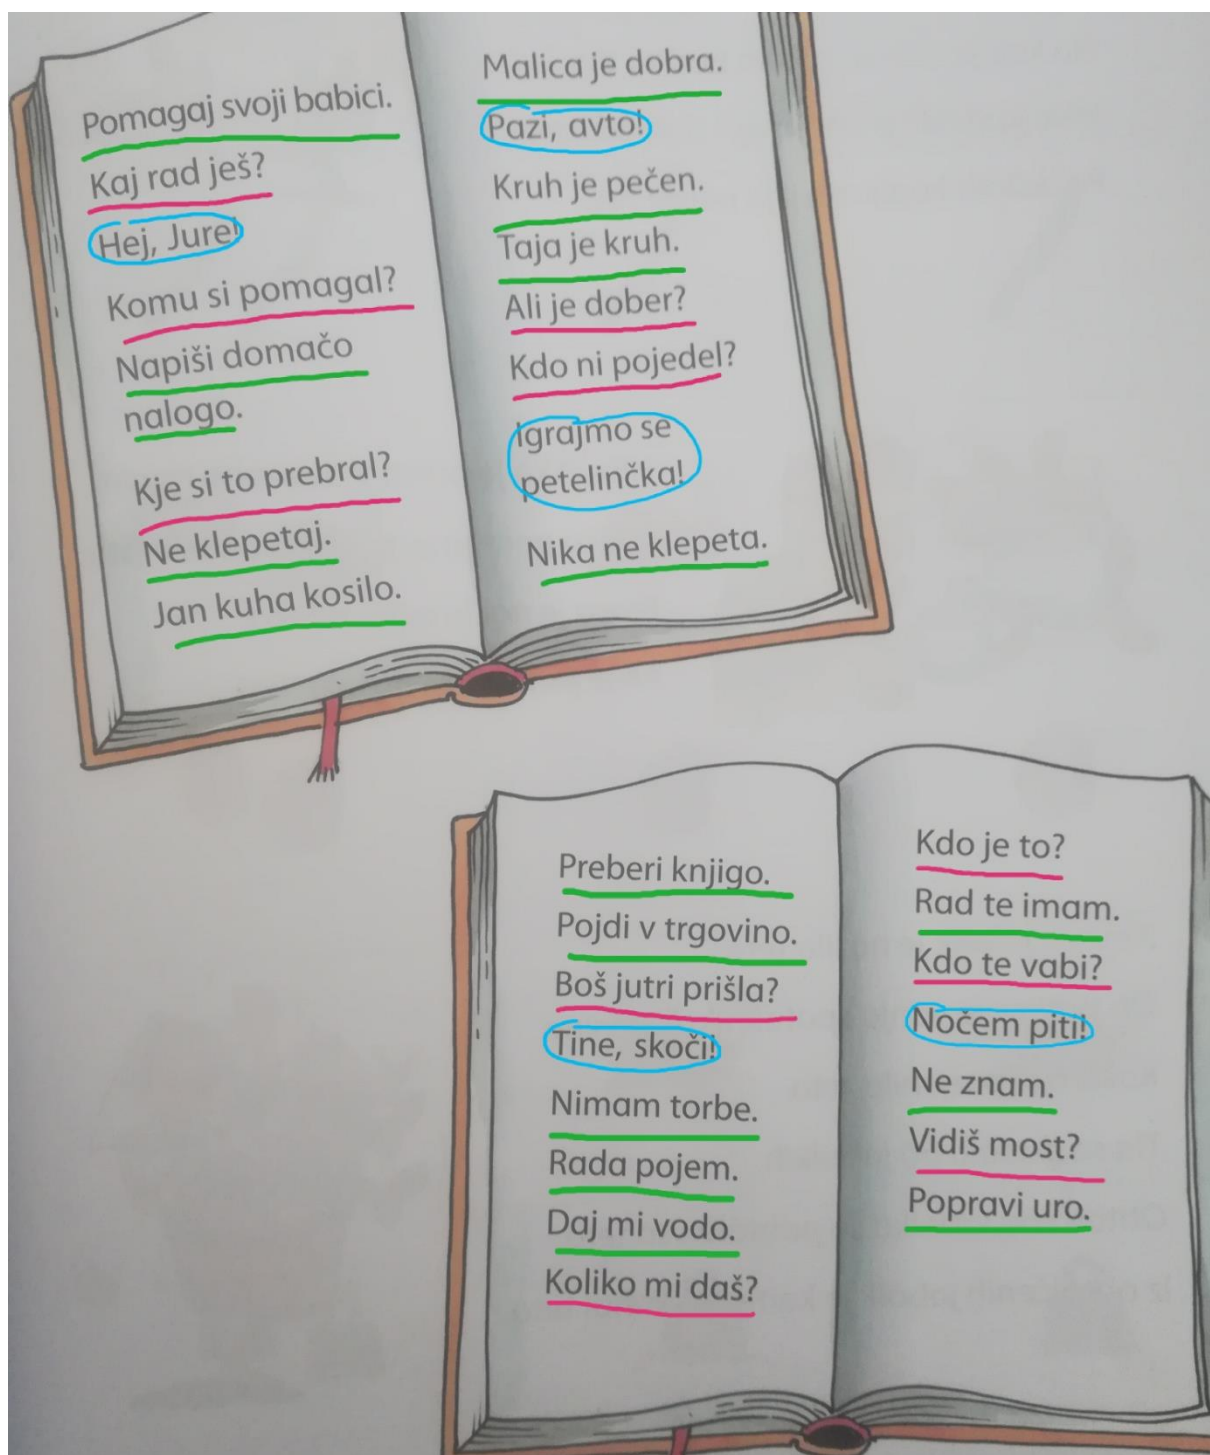 Pomagaj svoji babici.
Kaj rad ješ?
Hej, Jure!
Komu si pomagal?
Napiši domačo
nalogo.
Kje si to prebral?
Ne klepetaj.
Jan kuha kosilo.
Malica je dobra.
Pazi, avto!
Kruh je pečen.
Taja je kruh.
Ali je dober?
Kdo ni pojedel?
Igrajmo se
petelinčka!
Nika ne klepeta.
Preberi knjigo.
Pojdi v trgovino.
Boš jutri prišla?
Tine, skoči!
Nimam torbe.
Rada pojem.
Daj mi vodo.
Koliko mi daš?
Kdo je to?
Rad te imam.
Kdo te vabi?
Nočem piti!
Ne znam.
Vidiš most?
Popravi uro.